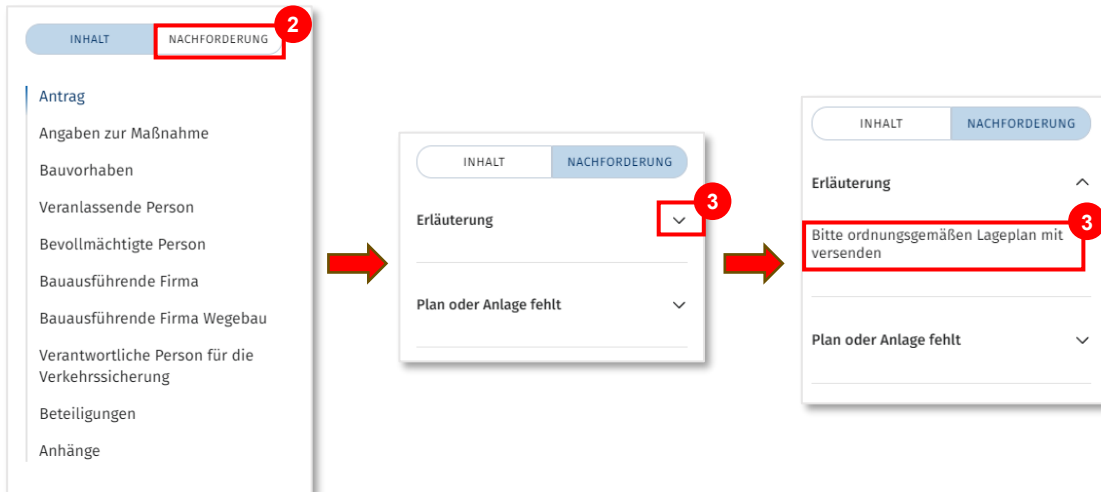 INHALT
NACHFORDERUNG
2
Antrag
Angaben zur Maßnahme
Bauvorhaben
Veranlassende Person
Bevollmächtigte Person
Bauausführende Firma
Bauausführende Firma Wegebau
Verantwortliche Person für die
Verkehrssicherung
Beteiligungen
Anhänge
INHALT
NACHFORDERUNG
Erläuterung
3
Plan oder Anlage fehlt
INHALT
NACHFORDERUNG
Erläuterung
Bitte ordnungsgemäßen Lageplan mit
versenden
3
Plan oder Anlage fehlt